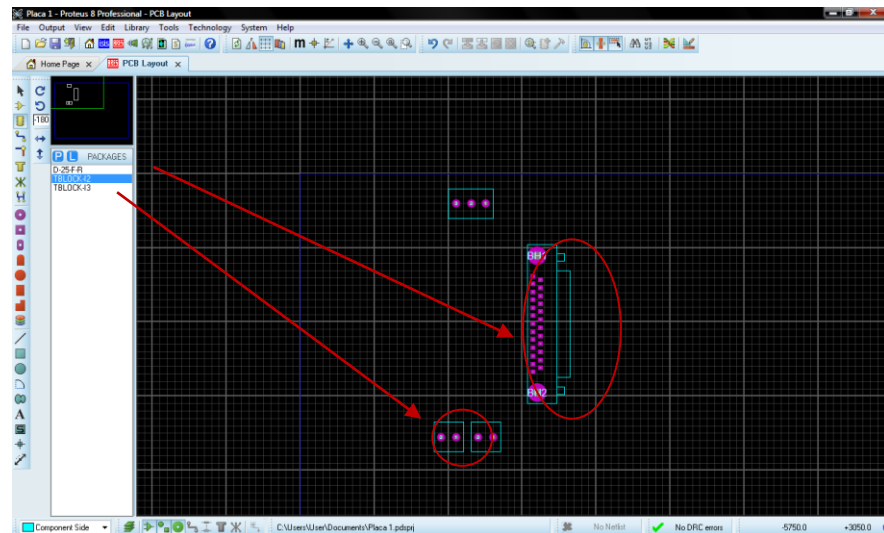 Placa 1 - Proteus 8 Professional - PCB Layout
File Output View Edit Library Tools Technology System Help
Home Page x PCB Layout x
-180
P L PACKAGES
D-25-F-R
TBLOCK-I2
TBLOCK-I3
BH1
BH2
A
Component Side
C:\Users\User\Documents\Placa 1.pdsprj
No Netlist
No DRC errors
-5750.0 +3050.0